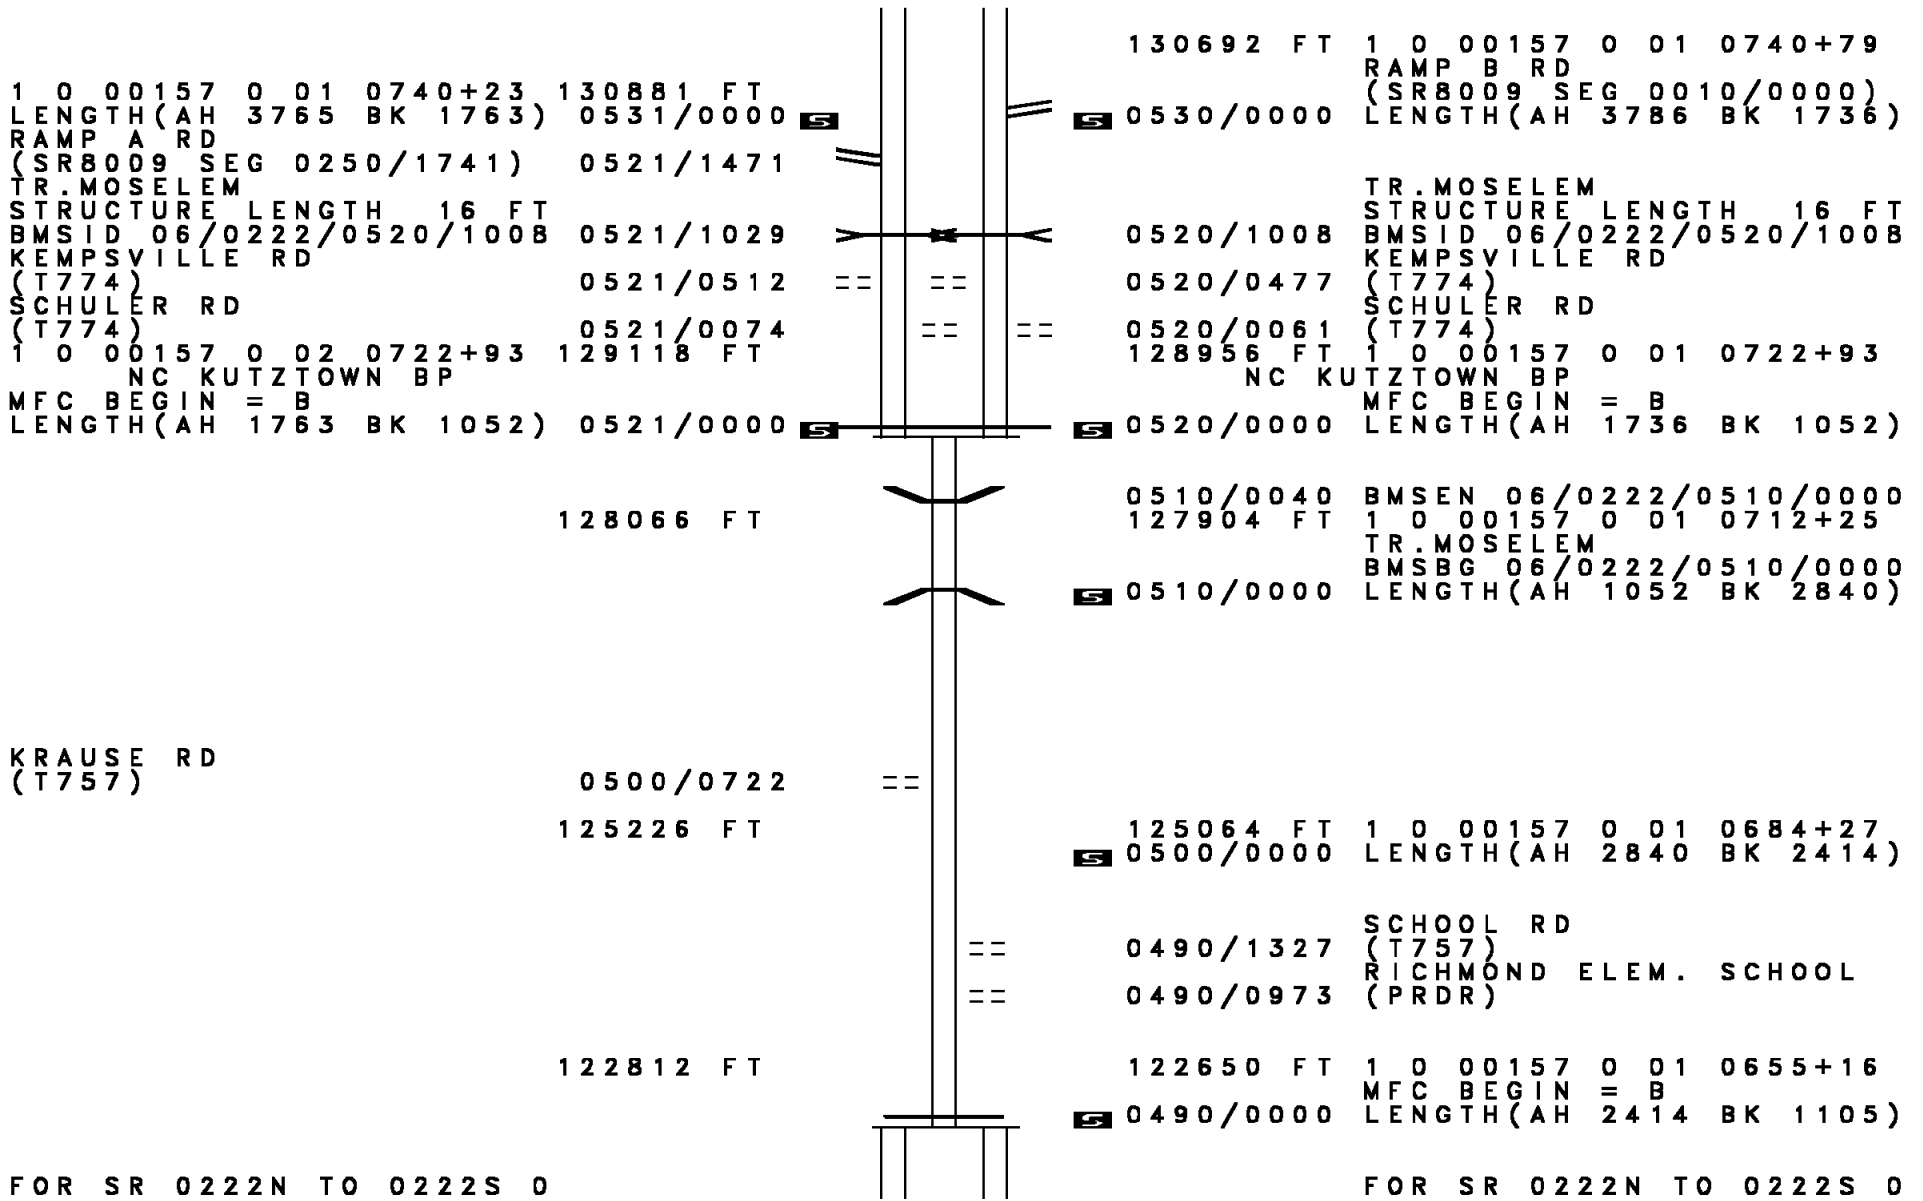 130692 FT 1 0 00157 0 01 0740+79
RAMP B RD
1 0 00157 0 01 0740+23 130881 FT (SR8009 SEG 0010/0000)
LENGTH(AH 3765 BK 1763) 0531/0000 S S 0530/0000 LENGTH(AH 3786 BK 1736)
RAMP A RD
(SR8009 SEG 0250/1741) 0521/1471
TR.MOSELEM TR.MOSELEM
STRUCTURE LENGTH 16 FT STRUCTURE LENGTH 16 FT
BMSID 06/0222/0520/1008 0521/1029 0520/1008 BMSID 06/0222/0520/1008
KEMPSVILLE RD KEMPSVILLE RD
(T774) 0521/0512 0520/0477 (T774)
SCHULER RD SCHULER RD
(T774) 0521/0074 0520/0061 (T774)
1 0 00157 0 02 0722+93 129118 FT 128956 FT 1 0 00157 0 01 0722+93
NC KUTZTOWN BP NC KUTZTOWN BP
MFC BEGIN = B MFC BEGIN = B
LENGTH(AH 1763 BK 1052) 0521/0000 S S 0520/0000 LENGTH(AH 1736 BK 1052)
0510/0040 BMSEN 06/0222/0510/0000
128066 FT 127904 FT 1 0 00157 0 01 0712+25
TR.MOSELEM
BMSBG 06/0222/0510/0000
S 0510/0000 LENGTH(AH 1052 BK 2840)
KRAUSE RD
(T757) 0500/0722
125226 FT 125064 FT 1 0 00157 0 01 0684+27
S 0500/0000 LENGTH(AH 2840 BK 2414)
SCHOOL RD
0490/1327 (T757)
RICHMOND ELEM. SCHOOL
0490/0973 (PRDR)
122812 FT 122650 FT 1 0 00157 0 01 0655+16
MFC BEGIN = B
S 0490/0000 LENGTH(AH 2414 BK 1105)
FOR SR 0222N TO 0222S 0 FOR SR 0222N TO 0222S 0